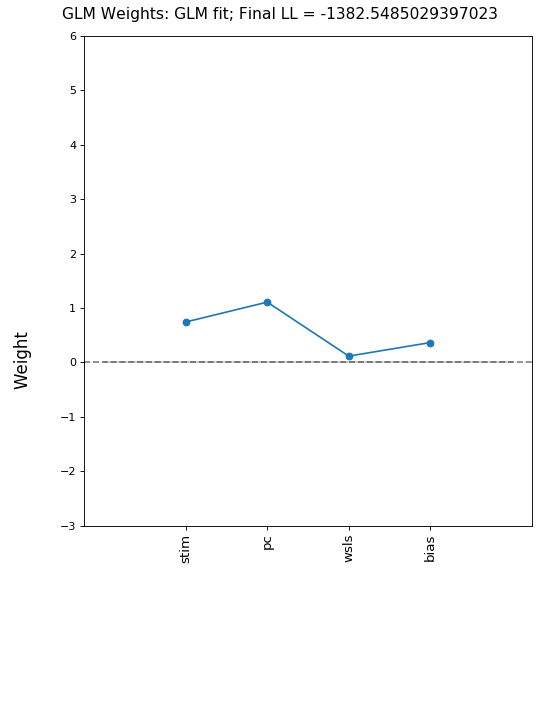 GLM Weights: GLM fit; Final LL = -1382.5485029397023
6
5
4
3
2
1
0
−1
−2
−3
Weight
stim
pc
wsls
bias